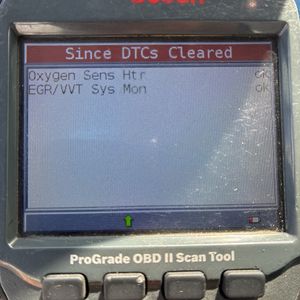 Since DTCs Cleared
Oxygen Sens Htr ok
EGR/VVT Sys Mon ok
ProGrade OBD II Scan Tool